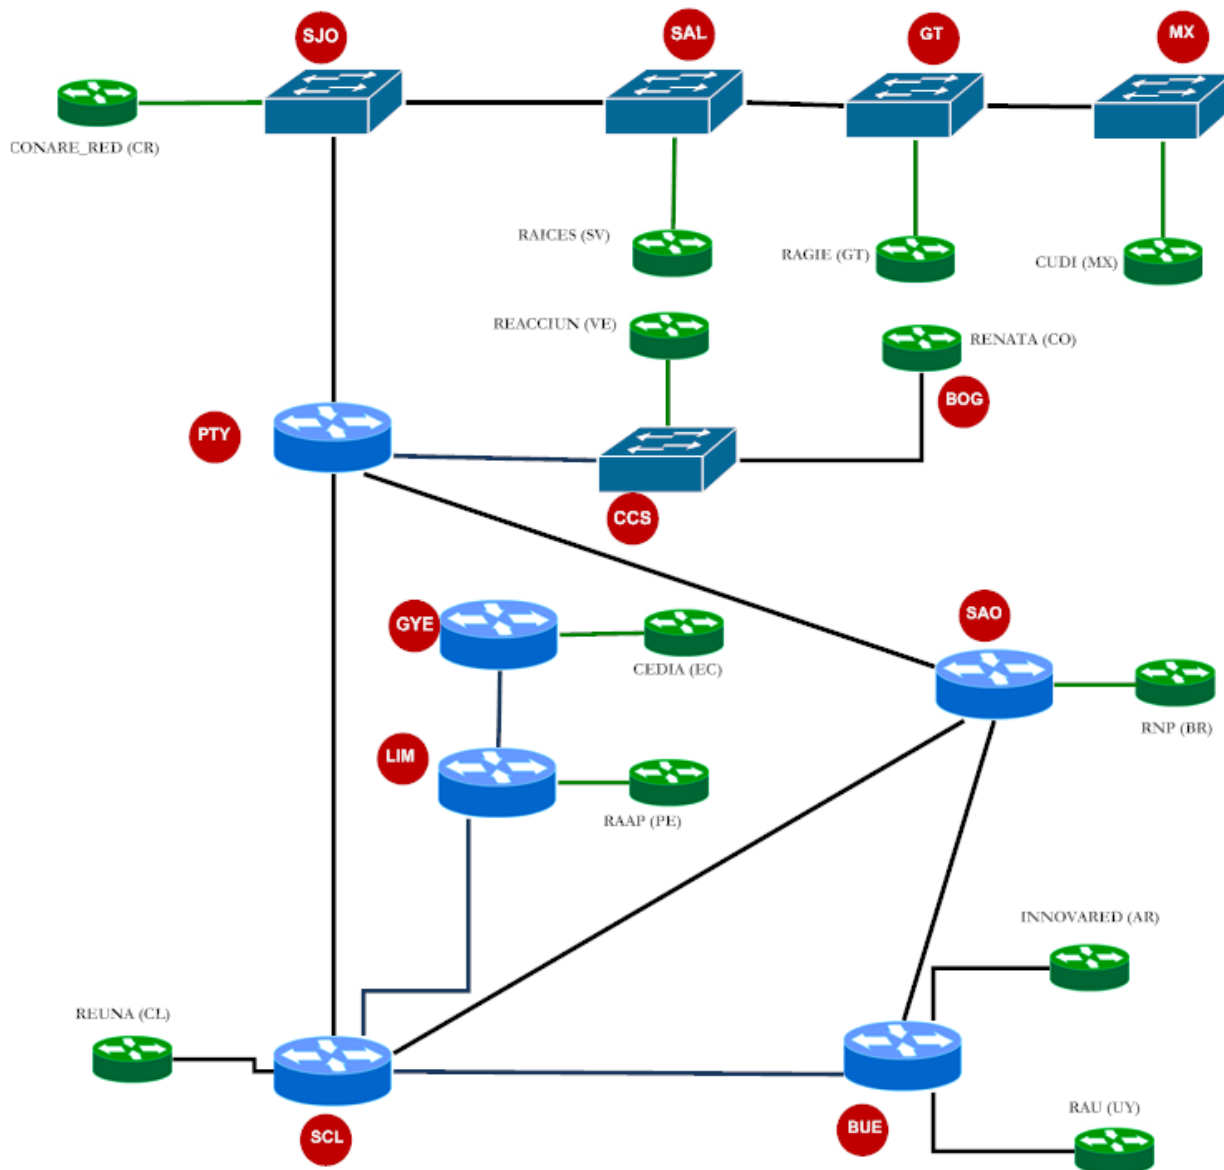 SJO
SAL
GT
MX
CONARE_RED (CR)
RAICES (SV)
RAGIE (GT)
CUDI (MX)
REACCIUN (VE)
RENATA (CO)
BOG
PTY
CCS
GYE
SAO
CEDIA (EC)
RNP (BR)
LIM
RAAP (PE)
INNOVARED (AR)
REUNA (CL)
RAU (UY)
BUE
SCL